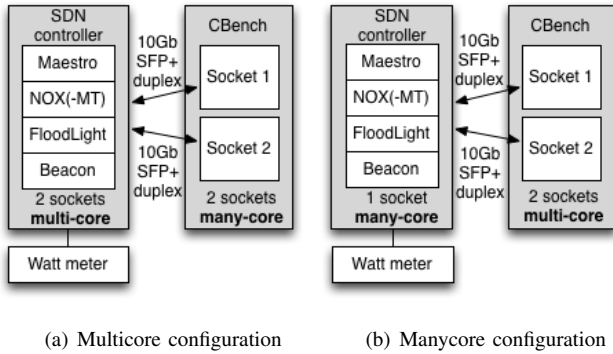 SDN
controller
Maestro
NOX(-MT)
FloodLight
Beacon
2 sockets
multi-core
Watt meter
10Gb
SFP+
duplex
10Gb
SFP+
duplex
CBench
Socket 1
Socket 2
2 sockets
many-core
(a) Multicore configuration
SDN
controller
Maestro
NOX(-MT)
FloodLight
Beacon
1 socket
many-core
Watt meter
10Gb
SFP+
duplex
10Gb
SFP+
duplex
CBench
Socket 1
Socket 2
2 sockets
multi-core
(b) Manycore configuration